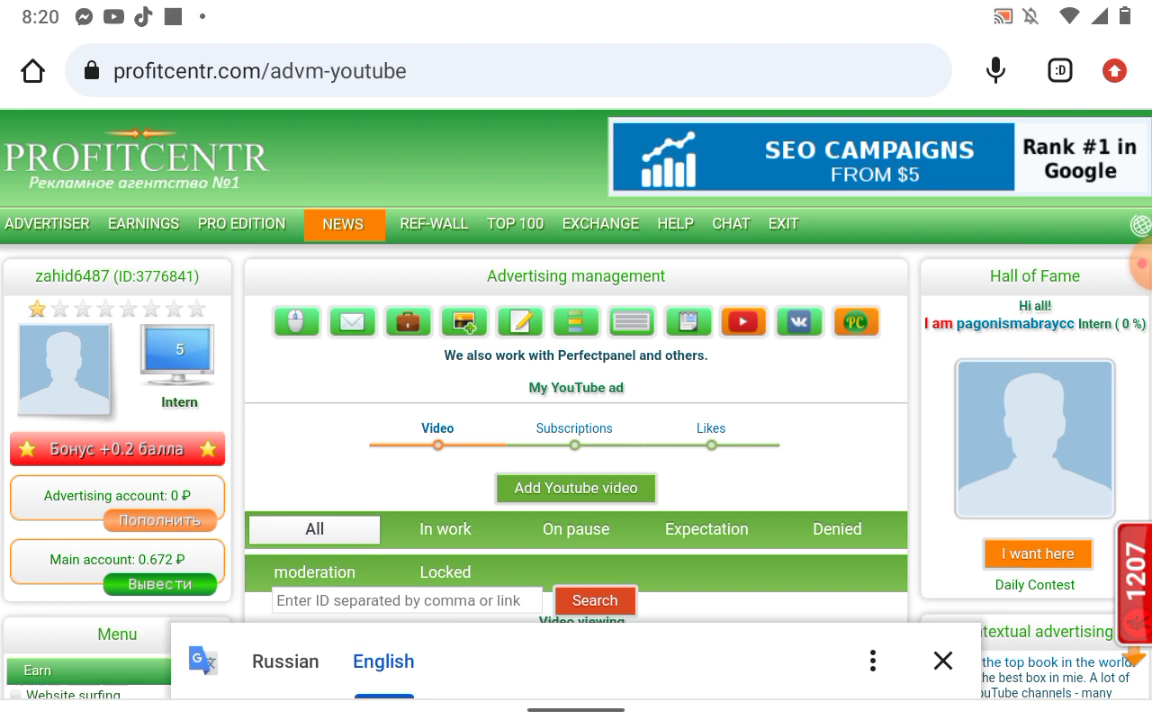 8:20
profitcentr.com/advm-youtube
:D
PROFITCENTR
Рекламное агентство №1
SEO CAMPAIGNS
FROM $5
Rank #1 in
Google
ADVERTISER EARNINGS PRO EDITION NEWS REF-WALL TOP 100 EXCHANGE HELP CHAT EXIT
zahid6487 (ID:3776841)
5
Intern
Бонус +0.2 балла
Advertising account: 0 ₽
Пополнить
Main account: 0.672 ₽
Вывести
Menu
Earn
Website surfing
Advertising management
PC
We also work with Perfectpanel and others.
My YouTube ad
Video Subscriptions Likes
Add Youtube video
All In work On pause Expectation Denied
moderation Locked
Enter ID separated by comma or link Search
Video viewing
Hall of Fame
Hi all!
I am pagonismabraycc Intern ( 0 %)
I want here
Daily Contest
1207
textual advertising
the top book in the world.
he best box in mie. A lot of
ouTube channels - many
Russian English